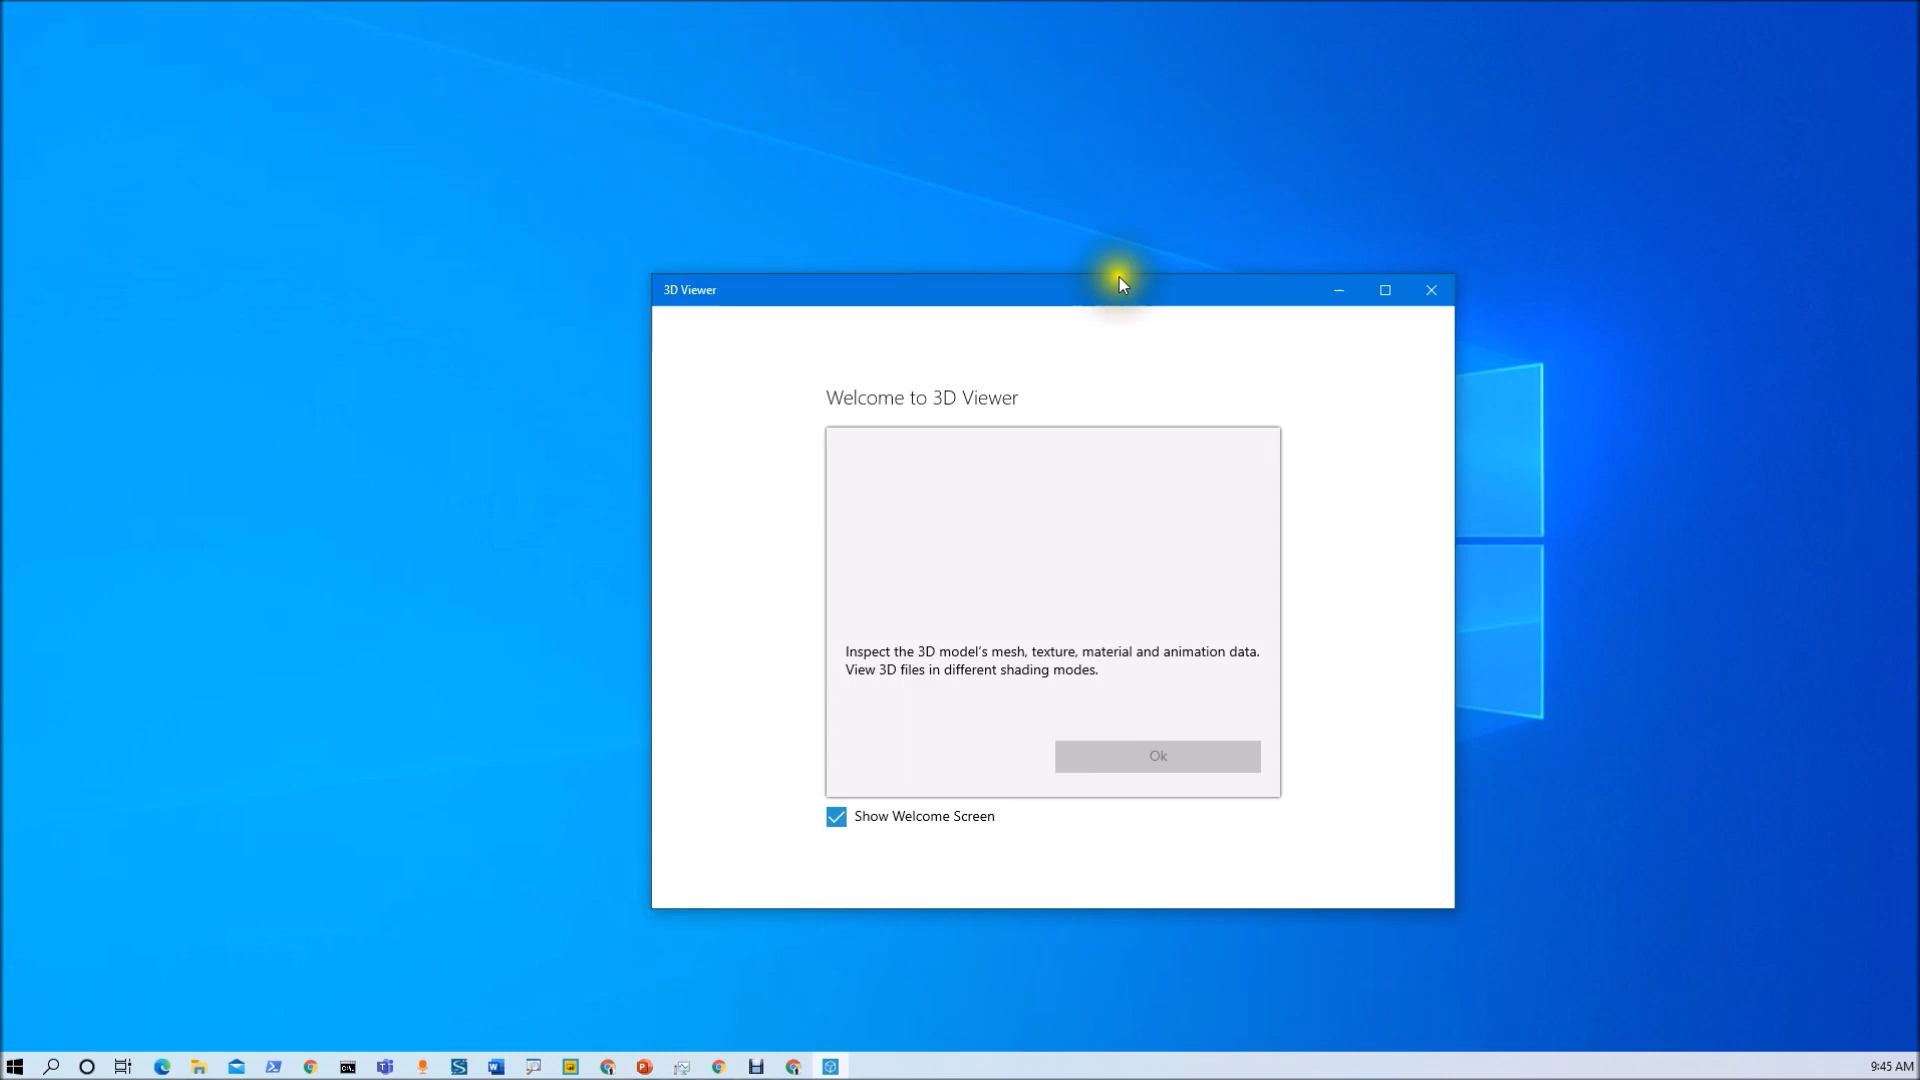 3D Viewer
Welcome to 3D Viewer
Inspect the 3D model's mesh, texture, material and animation data.
View 3D files in different shading modes.
Ok
Show Welcome Screen
9:45 AM